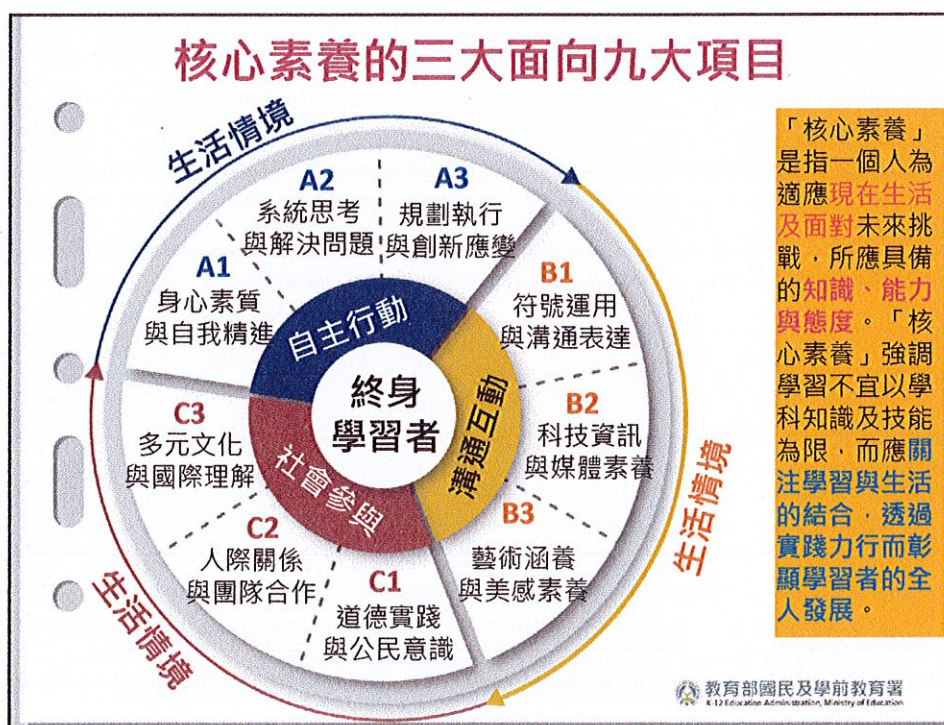 核心素養的三大面向九大項目
生活情境
A1
身心素質
與自我精進
A2
系統思考
與解決問題
A3
規劃執行
與創新應變
B1
符號運用
與溝通表達
B2
科技資訊
與媒體素養
B3
藝術涵養
與美感素養
C1
道德實踐
與公民意識
C2
人際關係
與團隊合作
C3
多元文化
與國際理解
自主行動
溝通互動
社會參與
終身
學習者
生活情境
生活情境
「核心素養」
是指一個人為
適應現在生活
及面對未來挑
戰，所應具備
的知識、能力
與態度。「核
心素養」強調
學習不宜以學
科知識及技能
為限，而應關
注學習與生活
的結合，透過
實踐力行而彰
顯學習者的全
人發展。
教育部國民及學前教育署
K-12 Education Administration, Ministry of Education